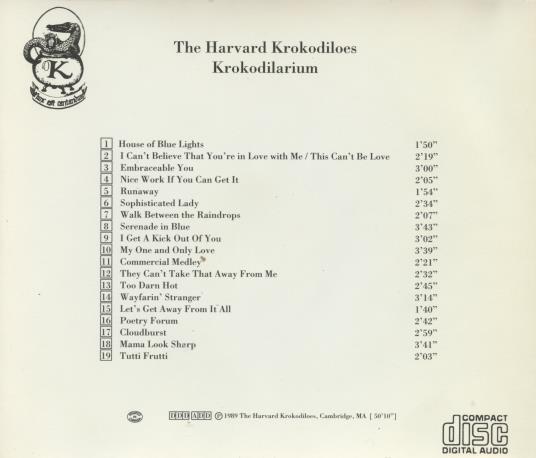 K
The Harvard Krokodiloes
Krokodilarium
1 House of Blue Lights 1'50"
2 I Can't Believe That You're in Love with Me / This Can't Be Love 2'19"
3 Embraceable You 3'00"
4 Nice Work If You Can Get It 2'05"
5 Runaway 1'54"
6 Sophisticated Lady 2'34"
7 Walk Between the Raindrops 2'07"
8 Serenade in Blue 3'43"
9 I Get A Kick Out Of You 3'02"
10 My One and Only Love 3'39"
11 Commercial Medley 2'21"
12 They Can't Take That Away From Me 2'32"
13 Too Darn Hot 2'45"
14 Wayfarin' Stranger 3'14"
15 Let's Get Away From It All 1'40"
16 Poetry Forum 2'42"
17 Cloudburst 2'59"
18 Mama Look Sharp 3'41"
19 Tutti Frutti 2'03"
DDD ADD ℗ 1989 The Harvard Krokodiloes, Cambridge, MA [ 50'10"]
COMPACT
disc
DIGITAL AUDIO